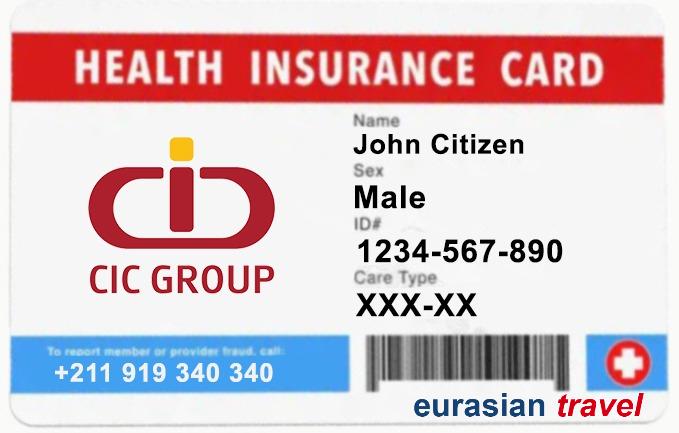 HEALTH INSURANCE CARD
Name
John Citizen
Sex
Male
ID#
1234-567-890
Care Type
XXX-XX
CIC GROUP
To report member or provider fraud, call:
+211 919 340 340
eurasian travel